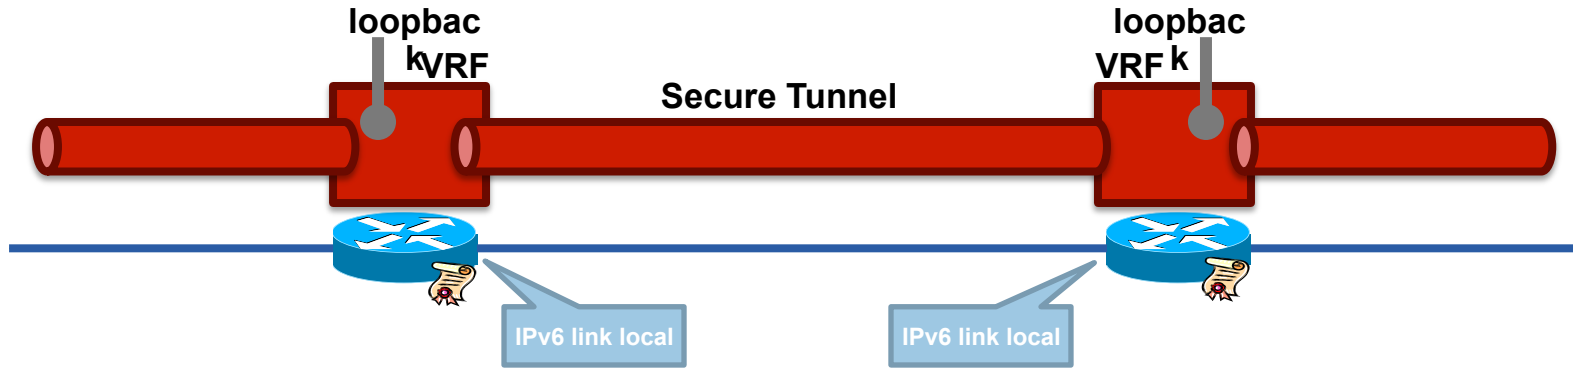 loopbac
k
VRF
loopbac
VRF
k
Secure Tunnel
IPv6 link local
IPv6 link local